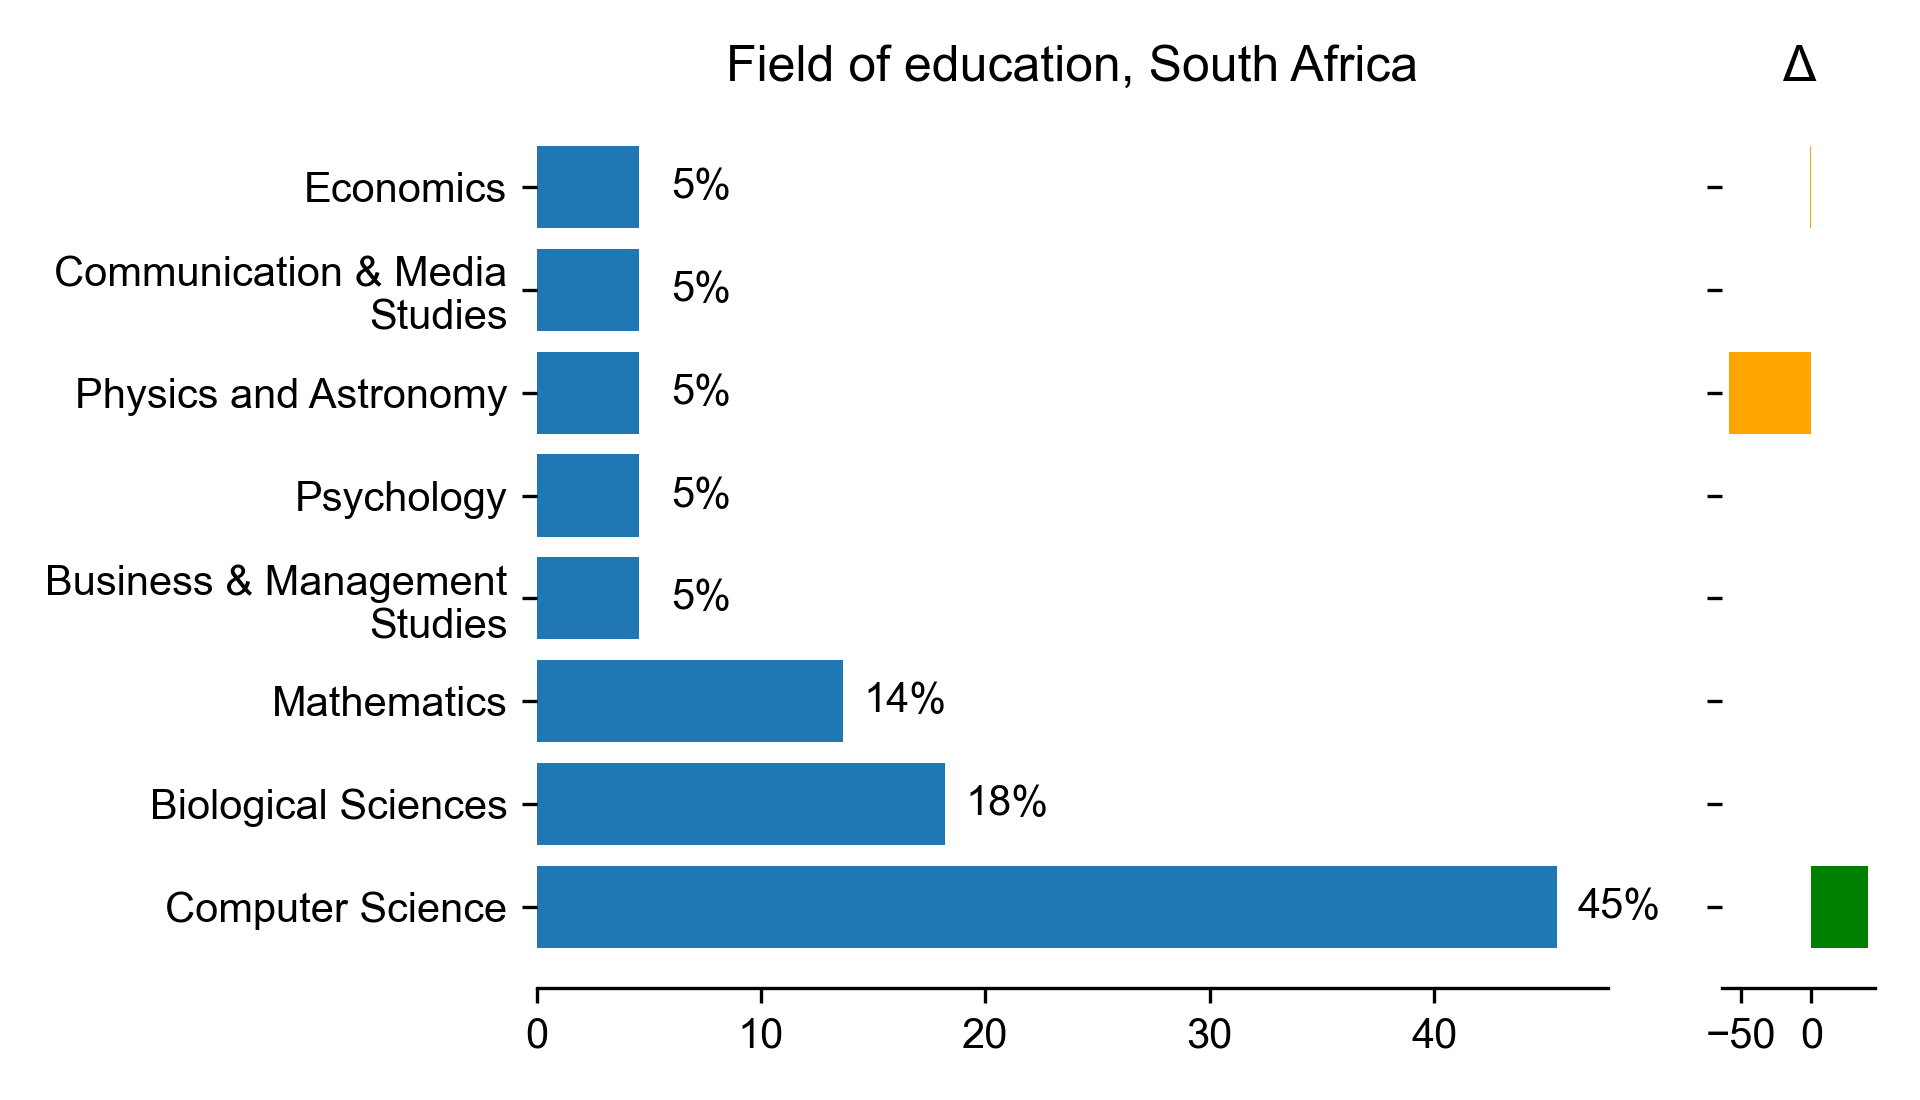 Field of education, South Africa
Δ
Economics
5%
Communication & Media
Studies
5%
Physics and Astronomy
5%
Psychology
5%
Business & Management
Studies
5%
Mathematics
14%
Biological Sciences
18%
Computer Science
45%
0 10 20 30 40
−50 0